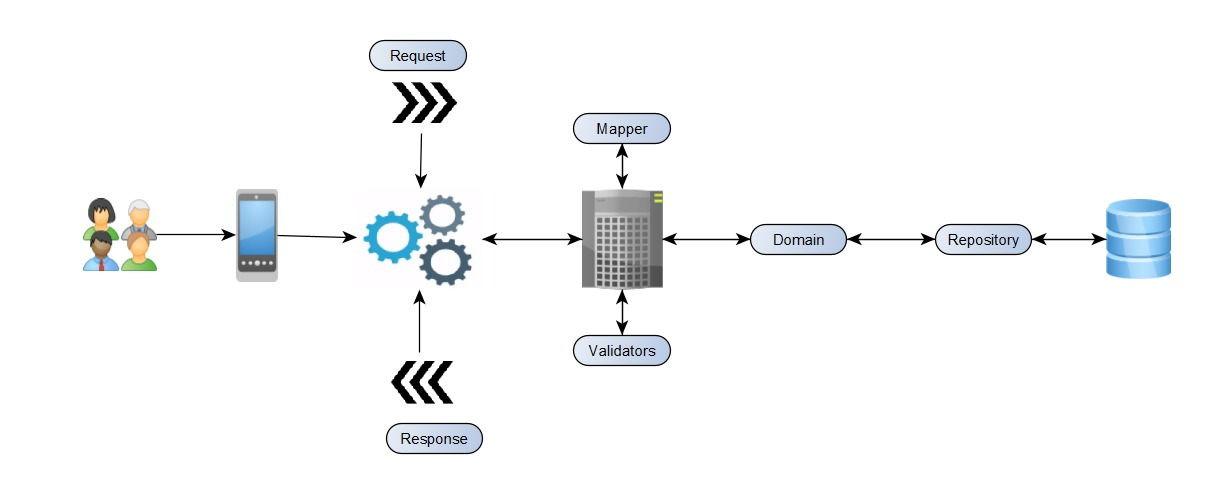 Request
Mapper
Domain
Repository
Validators
Response